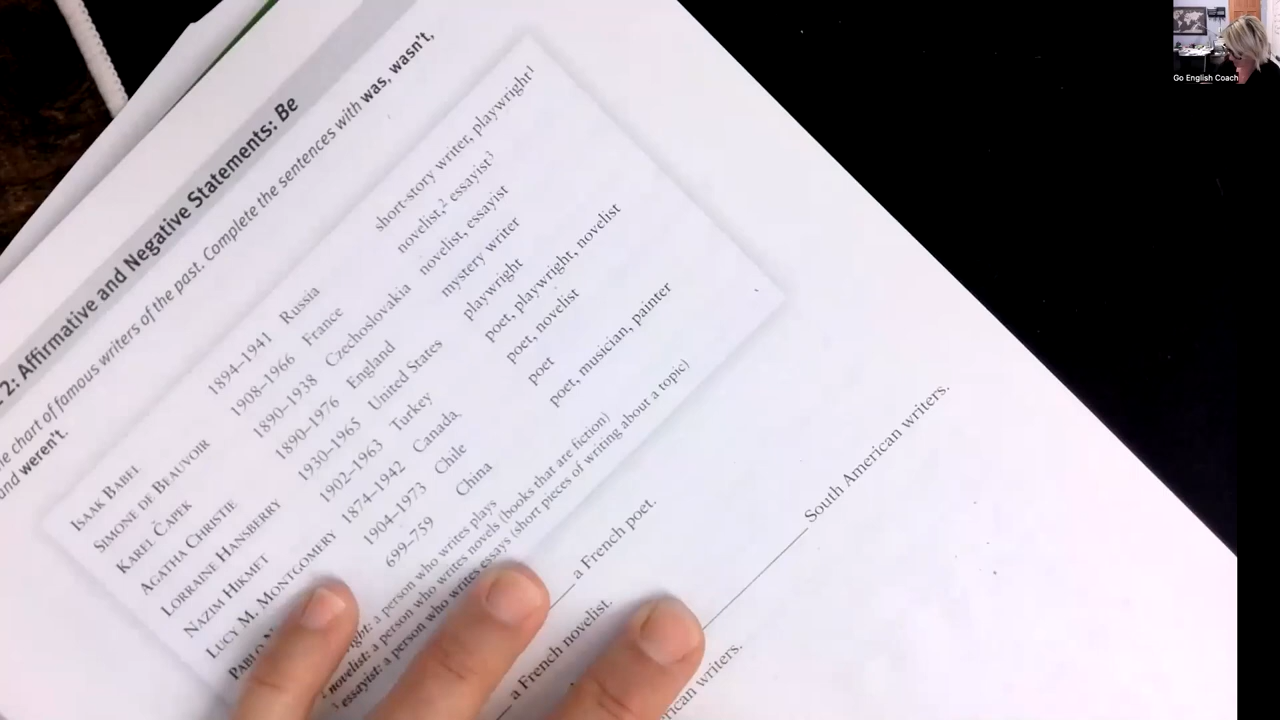 2: Affirmative and Negative Statements: Be
chart of famous writers of the past. Complete the sentences with was, wasn't,
and weren't.
ISAAK BABEL 1894–1941 Russia short-story writer, playwright¹
SIMONE DE BEAUVOIR 1908–1966 France novelist,² essayist³
KAREL ČAPEK 1890–1938 Czechoslovakia novelist, essayist
AGATHA CHRISTIE 1890–1976 England mystery writer
LORRAINE HANSBERRY 1930–1965 United States playwright
NAZIM HIKMET 1902–1963 Turkey poet, playwright, novelist
LUCY M. MONTGOMERY 1874–1942 Canada poet, novelist
PABLO 1904–1973 Chile poet
699–759 China poet, musician, painter
a person who writes plays
novelist: a person who writes novels (books that are fiction)
³ essayist: a person who writes essays (short pieces of writing about a topic)
a French poet.
a French novelist.
South American writers.
writers.
Go English Coach